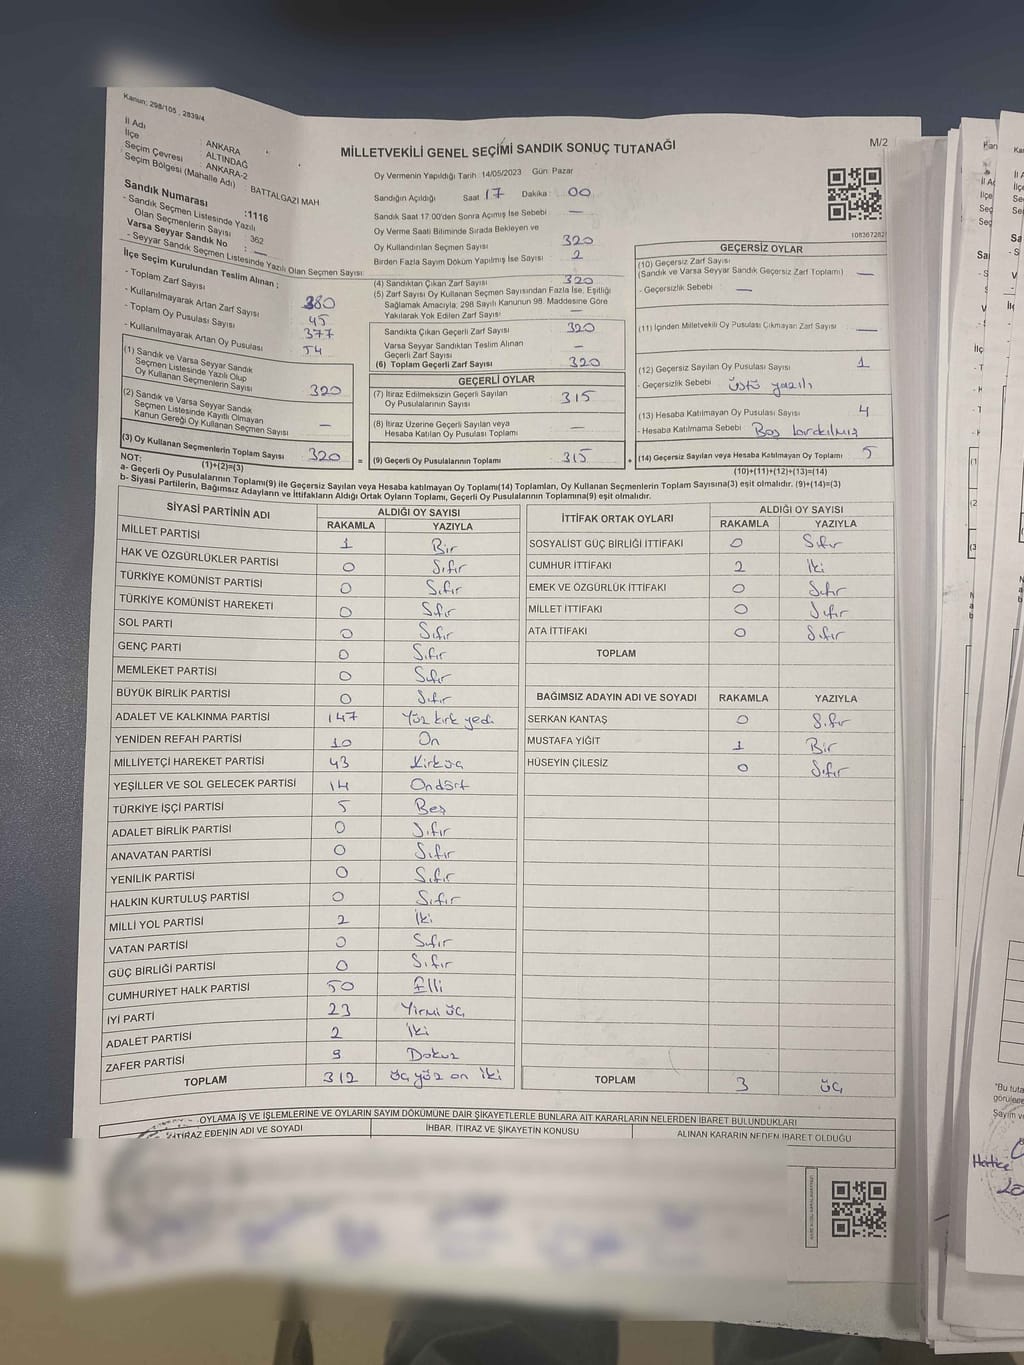 Kanun: 298/105 , 2839/4
M/2
MİLLETVEKİLİ GENEL SEÇİMİ SANDIK SONUÇ TUTANAĞI
İl Adı : ANKARA
İlçe : ALTINDAĞ
Seçim Çevresi : ANKARA-2
Seçim Bölgesi (Mahalle Adı) : BATTALGAZI MAH
Sandık Numarası :1116
- Sandık Seçmen Listesinde Yazılı
Olan Seçmenlerin Sayısı : 362
Varsa Seyyar Sandık No : —
- Seyyar Sandık Seçmen Listesinde Yazılı Olan Seçmen Sayısı:
Oy Vermenin Yapıldığı Tarih :14/05/2023 Gün: Pazar
Sandığın Açıldığı Saat 17 Dakika : 00
Sandık Saat 17:00'den Sonra Açımış İse Sebebi —
Oy Verme Saati Bitiminde Sırada Bekleyen ve
Oy Kullandırılan Seçmen Sayısı 320
Birden Fazla Sayım Döküm Yapılmış İse Sayısı 2
108367282
İlçe Seçim Kurulundan Teslim Alınan ;
- Toplam Zarf Sayısı 380
- Kullanılmayarak Artan Zarf Sayısı 45
- Toplam Oy Pusulası Sayısı 377
- Kullanılmayarak Artan Oy Pusulası 54
(1) Sandık ve Varsa Seyyar Sandık
Seçmen Listesinde Yazılı Olup
Oy Kullanan Seçmenlerin Sayısı 320
(2) Sandık ve Varsa Seyyar Sandık
Seçmen Listesinde Kayıtlı Olmayan
Kanun Gereği Oy Kullanan Seçmen Sayısı —
(3) Oy Kullanan Seçmenlerin Toplam Sayısı 320
(1)+(2)=(3)
(4) Sandıktan Çıkan Zarf Sayısı 320
(5) Zarf Sayısı Oy Kullanan Seçmen Sayısından Fazla İse, Eşitliği
Sağlamak Amacıyla; 298 Sayılı Kanunun 98. Maddesine Göre
Yakılarak Yok Edilen Zarf Sayısı —
Sandıkta Çıkan Geçerli Zarf Sayısı 320
Varsa Seyyar Sandıktan Teslim Alınan
Geçerli Zarf Sayısı —
(6) Toplam Geçerli Zarf Sayısı 320
GEÇERLİ OYLAR
(7) İtiraz Edilmeksizin Geçerli Sayılan
Oy Pusulalarının Sayısı 315
(8) İtiraz Üzerine Geçerli Sayılan veya
Hesaba Katılan Oy Pusulası Toplamı —
= (9) Geçerli Oy Pusulalarının Toplamı 315
GEÇERSİZ OYLAR
(10) Geçersiz Zarf Sayısı
(Sandık ve Varsa Seyyar Sandık Geçersiz Zarf Toplamı) —
- Geçersizlik Sebebi : —
(11) İçinden Milletvekili Oy Pusulası Çıkmayan Zarf Sayısı —
(12) Geçersiz Sayılan Oy Pusulası Sayısı 1
- Geçersizlik Sebebi : üstü yazılı
(13) Hesaba Katılmayan Oy Pusulası Sayısı 4
- Hesaba Katılmama Sebebi : Boş bırakılmış
+ (14) Geçersiz Sayılan veya Hesaba Katılmayan Oy Toplamı 5
(10)+(11)+(12)+(13)=(14)
NOT:
a- Geçerli Oy Pusulalarının Toplamı(9) ile Geçersiz Sayılan veya Hesaba katılmayan Oy Toplamı(14) Toplamları, Oy Kullanan Seçmenlerin Toplam Sayısına(3) eşit olmalıdır. (9)+(14)=(3)
b- Siyasi Partilerin, Bağımsız Adayların ve İttifakların Aldığı Ortak Oyların Toplamı, Geçerli Oy Pusulalarının Toplamına(9) eşit olmalıdır.
SİYASİ PARTİNİN ADI ALDIĞI OY SAYISI
RAKAMLA YAZIYLA
MİLLET PARTİSİ 1 Bir
HAK VE ÖZGÜRLÜKLER PARTİSİ 0 Sıfır
TÜRKİYE KOMÜNİST PARTİSİ 0 Sıfır
TÜRKİYE KOMÜNİST HAREKETİ 0 Sıfır
SOL PARTİ 0 Sıfır
GENÇ PARTİ 0 Sıfır
MEMLEKET PARTİSİ 0 Sıfır
BÜYÜK BİRLİK PARTİSİ 0 Sıfır
ADALET VE KALKINMA PARTİSİ 147 Yüz kırk yedi
YENİDEN REFAH PARTİSİ 10 On
MİLLİYETÇİ HAREKET PARTİSİ 43 Kırküç
YEŞİLLER VE SOL GELECEK PARTİSİ 14 Ondört
TÜRKİYE İŞÇİ PARTİSİ 5 Beş
ADALET BİRLİK PARTİSİ 0 Sıfır
ANAVATAN PARTİSİ 0 Sıfır
YENİLİK PARTİSİ 0 Sıfır
HALKIN KURTULUŞ PARTİSİ 0 Sıfır
MİLLİ YOL PARTİSİ 2 İki
VATAN PARTİSİ 0 Sıfır
GÜÇ BİRLİĞİ PARTİSİ 0 Sıfır
CUMHURİYET HALK PARTİSİ 50 Elli
İYİ PARTİ 23 Yirmi üç
ADALET PARTİSİ 2 İki
ZAFER PARTİSİ 9 Dokuz
TOPLAM 312 üç yüz on iki
İTTİFAK ORTAK OYLARI ALDIĞI OY SAYISI
RAKAMLA YAZIYLA
SOSYALİST GÜÇ BİRLİĞİ İTTİFAKI 0 Sıfır
CUMHUR İTTİFAKI 2 İki
EMEK VE ÖZGÜRLÜK İTTİFAKI 0 Sıfır
MİLLET İTTİFAKI 0 Sıfır
ATA İTTİFAKI 0 Sıfır
TOPLAM
BAĞIMSIZ ADAYIN ADI VE SOYADI RAKAMLA YAZIYLA
SERKAN KANTAŞ 0 Sıfır
MUSTAFA YİĞİT 1 Bir
HÜSEYİN ÇİLESİZ 0 Sıfır
TOPLAM 3 üç
OYLAMA İŞ VE İŞLEMLERİNE VE OYLARIN SAYIM DÖKÜMÜNE DAİR ŞİKAYETLERLE BUNLARA AİT KARARLARIN NELERDEN İBARET BULUNDUKLARI
İTİRAZ EDENİN ADI VE SOYADI İHBAR, İTİRAZ VE ŞİKAYETİN KONUSU ALINAN KARARIN NEDEN İBARET OLDUĞU